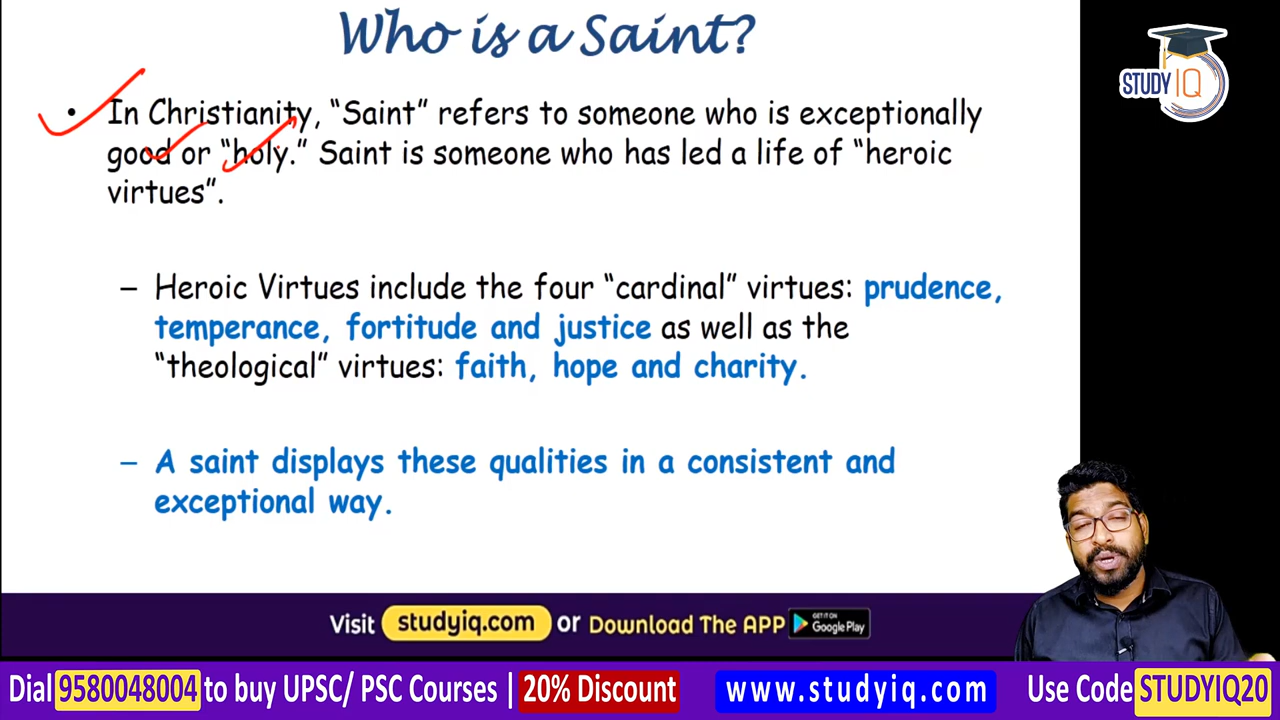 Who is a Saint?
STUDY IQ
• In Christianity, “Saint” refers to someone who is exceptionally
good or “holy.” Saint is someone who has led a life of “heroic
virtues”.
– Heroic Virtues include the four “cardinal” virtues: prudence,
temperance, fortitude and justice as well as the
“theological” virtues: faith, hope and charity.
– A saint displays these qualities in a consistent and
exceptional way.
Visit studyiq.com or Download The APP GET IT ON Google Play
Dial 9580048004 to buy UPSC/ PSC Courses | 20% Discount www.studyiq.com Use Code STUDYIQ20